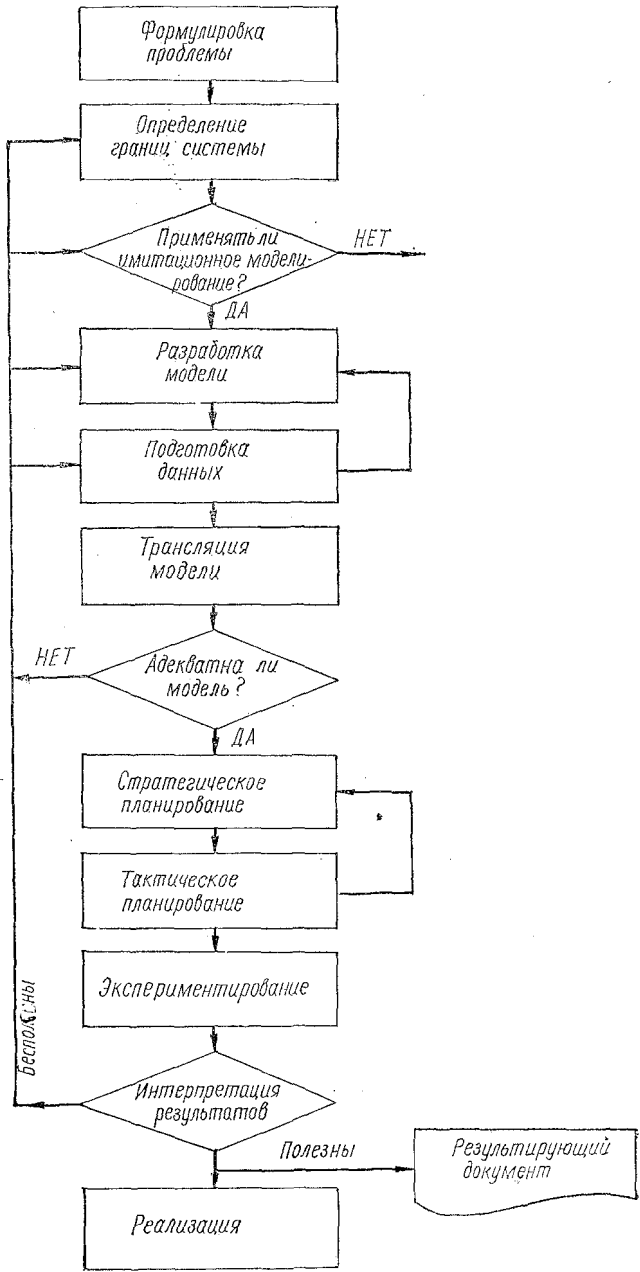 Формулировка
проблемы
Определение
границ системы
Применять ли
имитационное модели-
рование?
НЕТ
ДА
Разработка
модели
Подготовка
данных
Трансляция
модели
НЕТ
Адекватна ли
модель?
ДА
Стратегическое
планирование
Тактическое
планирование
Экспериментирование
Бесполезны
Интерпретация
результатов
Полезны
Результирующий
документ
Реализация